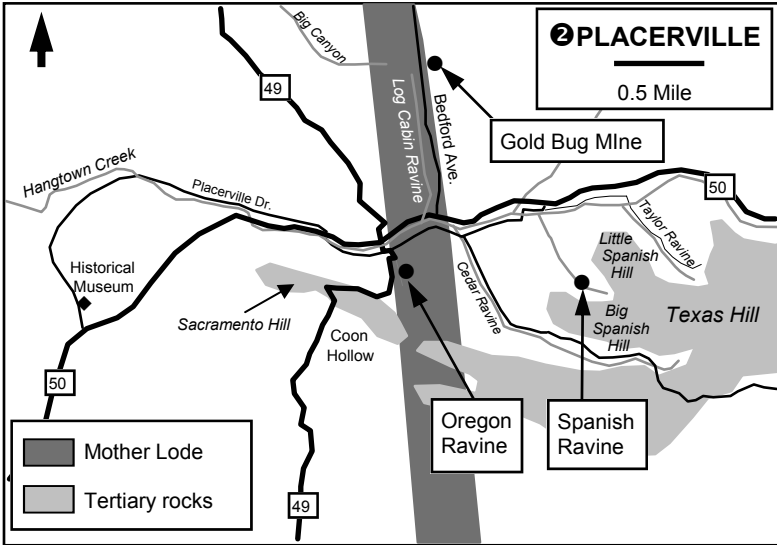 ❷PLACERVILLE
0.5 Mile
Big Canyon
49
Log Cabin Ravine
Bedford Ave.
Gold Bug MIne
Hangtown Creek
Placerville Dr.
50
Taylor Ravine
Little
Spanish
Hill
Historical
Museum
Cedar Ravine
Sacramento Hill
Big
Spanish
Hill
Texas Hill
Coon
Hollow
50
Oregon
Ravine
Spanish
Ravine
Mother Lode
Tertiary rocks
49